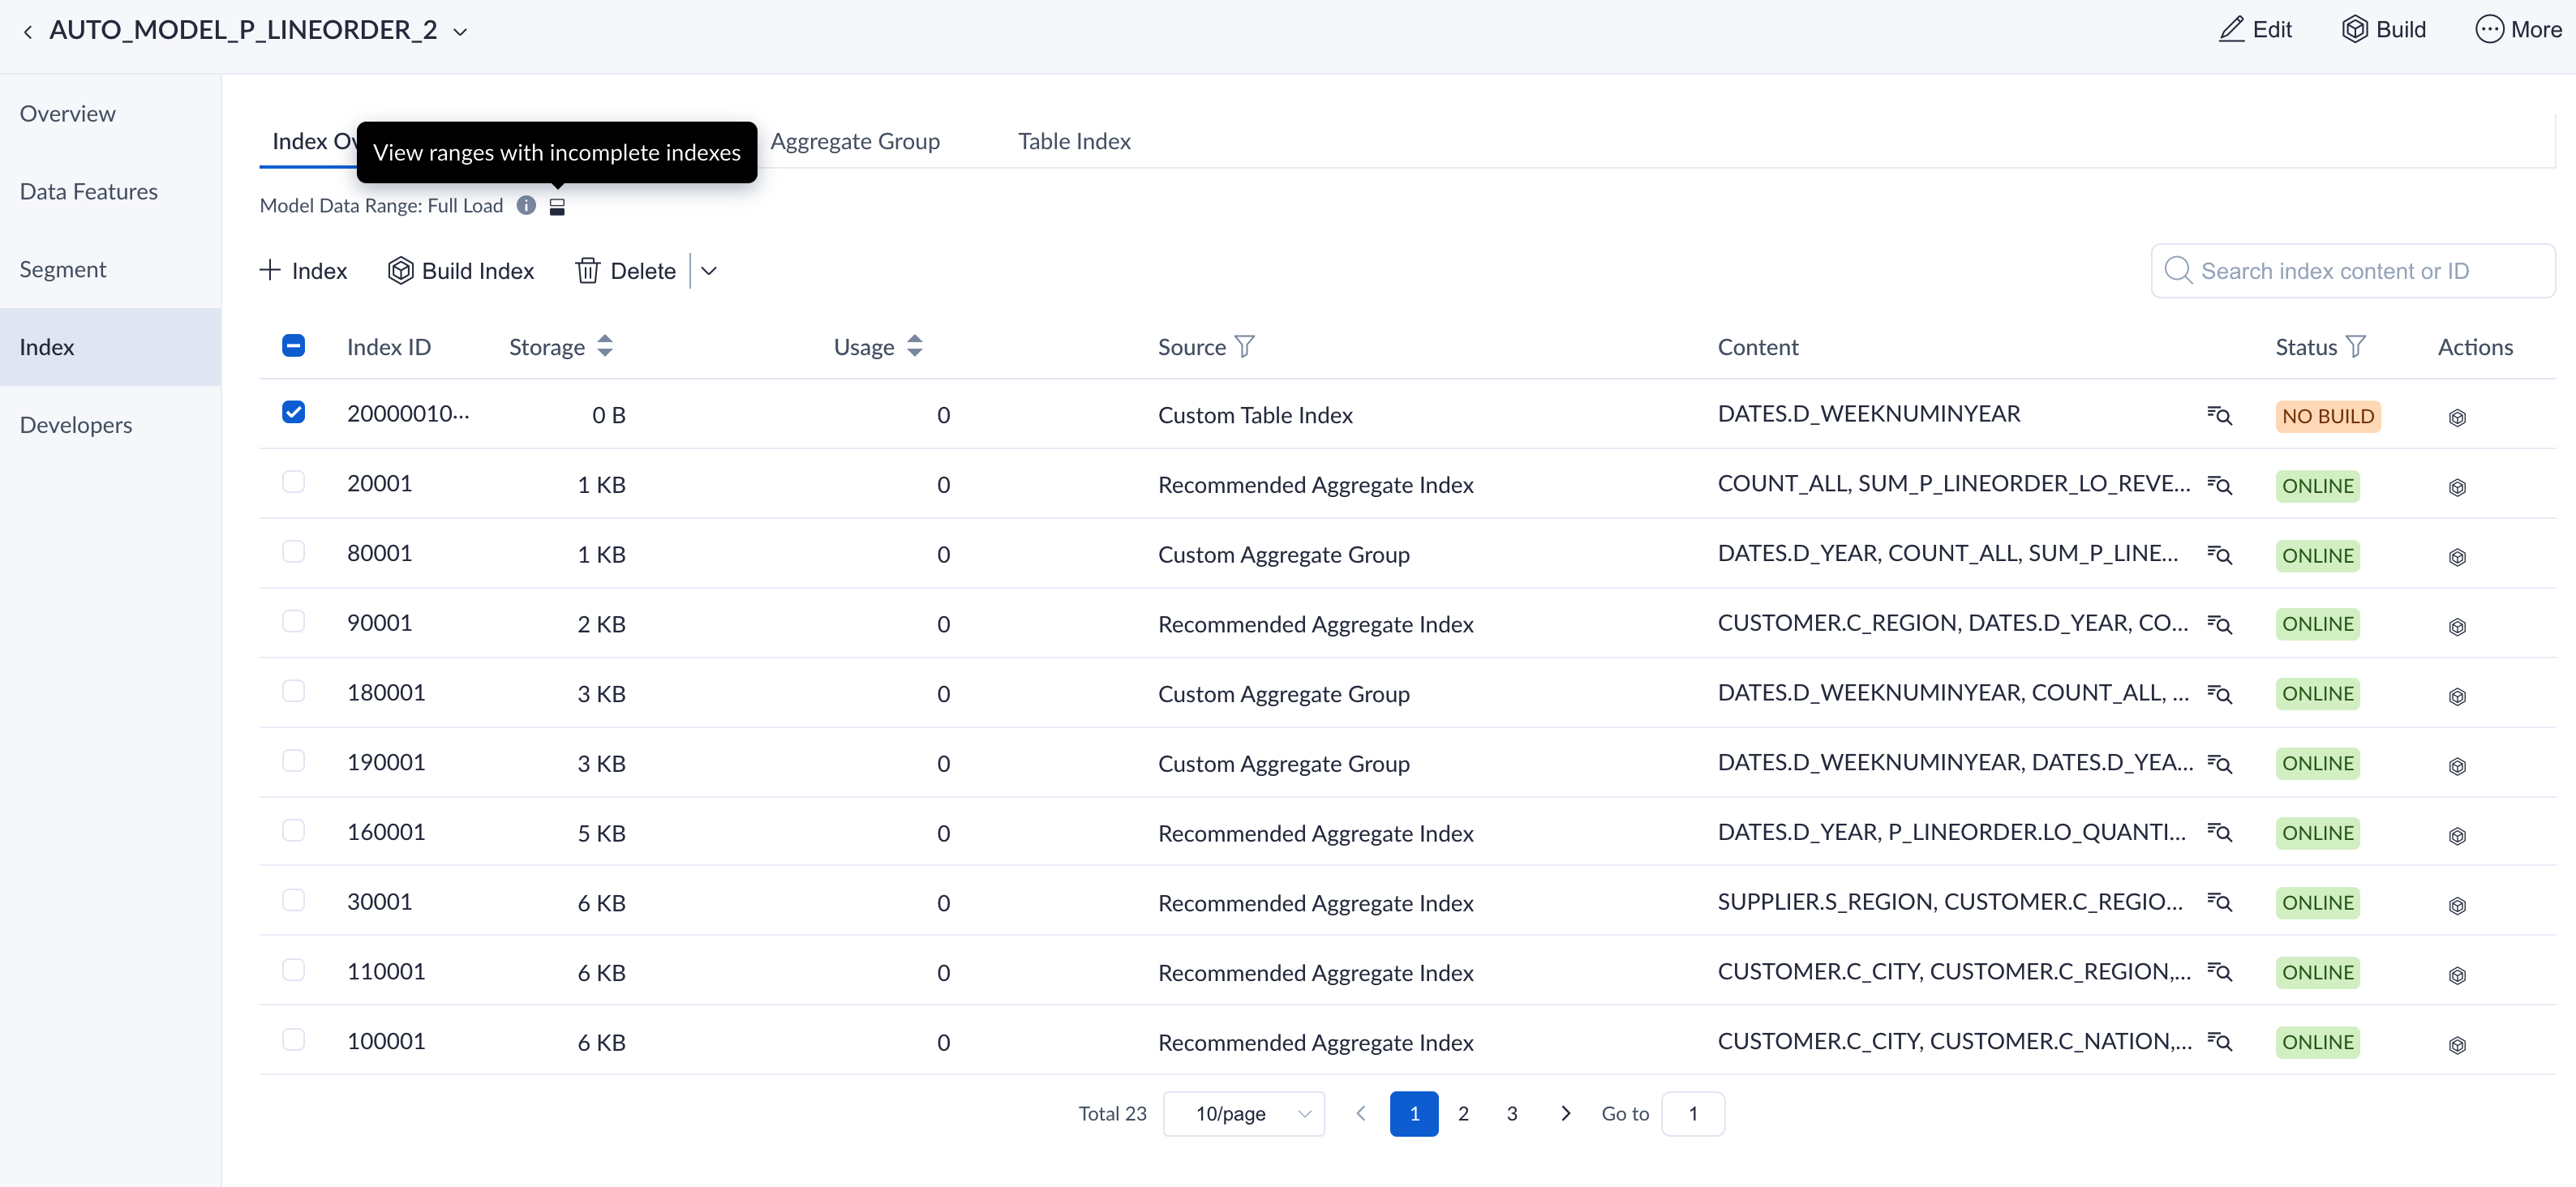 AUTO_MODEL_P_LINEORDER_2
Edit Build More
Overview
Data Features
Segment
Index
Developers
Index Ov Aggregate Group Table Index
View ranges with incomplete indexes
Model Data Range: Full Load
Index Build Index Delete Search index content or ID
Index ID Storage Usage Source Content Status Actions
20000010... 0 B 0 Custom Table Index DATES.D_WEEKNUMINYEAR NO BUILD
20001 1 KB 0 Recommended Aggregate Index COUNT_ALL, SUM_P_LINEORDER_LO_REVE... ONLINE
80001 1 KB 0 Custom Aggregate Group DATES.D_YEAR, COUNT_ALL, SUM_P_LINE... ONLINE
90001 2 KB 0 Recommended Aggregate Index CUSTOMER.C_REGION, DATES.D_YEAR, CO... ONLINE
180001 3 KB 0 Custom Aggregate Group DATES.D_WEEKNUMINYEAR, COUNT_ALL, ... ONLINE
190001 3 KB 0 Custom Aggregate Group DATES.D_WEEKNUMINYEAR, DATES.D_YEA... ONLINE
160001 5 KB 0 Recommended Aggregate Index DATES.D_YEAR, P_LINEORDER.LO_QUANTI... ONLINE
30001 6 KB 0 Recommended Aggregate Index SUPPLIER.S_REGION, CUSTOMER.C_REGIO... ONLINE
110001 6 KB 0 Recommended Aggregate Index CUSTOMER.C_CITY, CUSTOMER.C_REGION,... ONLINE
100001 6 KB 0 Recommended Aggregate Index CUSTOMER.C_CITY, CUSTOMER.C_NATION,... ONLINE
Total 23 10/page 1 2 3 Go to 1